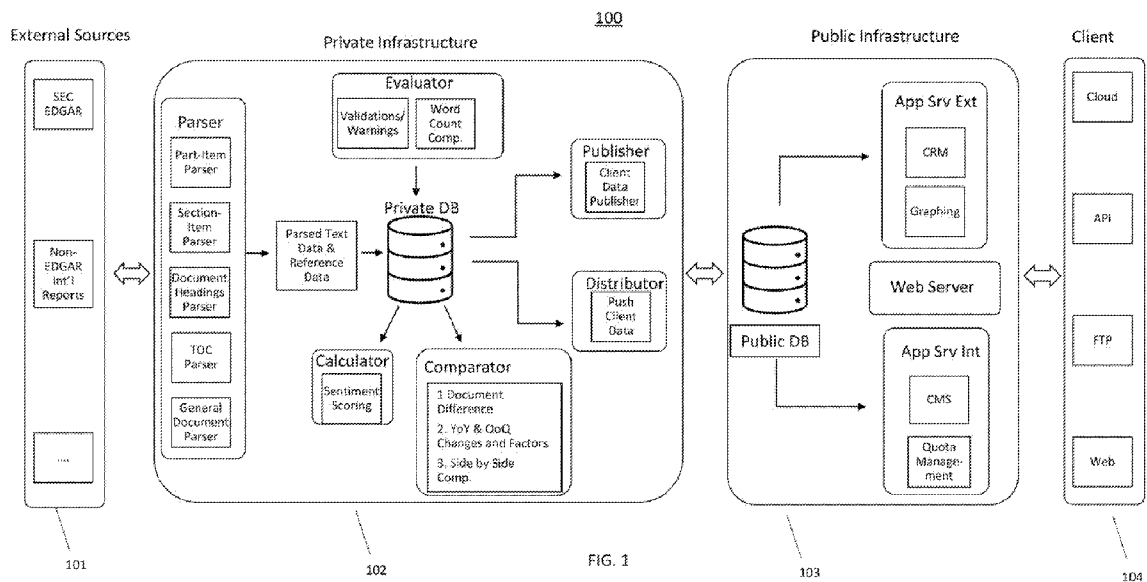 100
External Sources
SEC
EDGAR
Non-
EDGAR
Int'l
Reports
....
101
Private Infrastructure
Parser
Part-Item
Parser
Section-
Item
Parser
Document
Headings
Parser
TOC
Parser
General
Document
Parser
Parsed Text
Data &
Reference
Data
Evaluator
Validations/
Warnings
Word
Count
Comp.
Private DB
Calculator
Sentiment
Scoring
Comparator
1 Document
Difference
2. YoY & QoQ
Changes and Factors
3. Side by Side
Comp.
Publisher
Client
Data
Publisher
Distributor
Push
Client
Data
102
Public Infrastructure
Public DB
App Srv Ext
CRM
Graphing
Web Server
App Srv Int
CMS
Quota
Manage-
ment
103
Client
Cloud
API
FTP
Web
104
FIG. 1